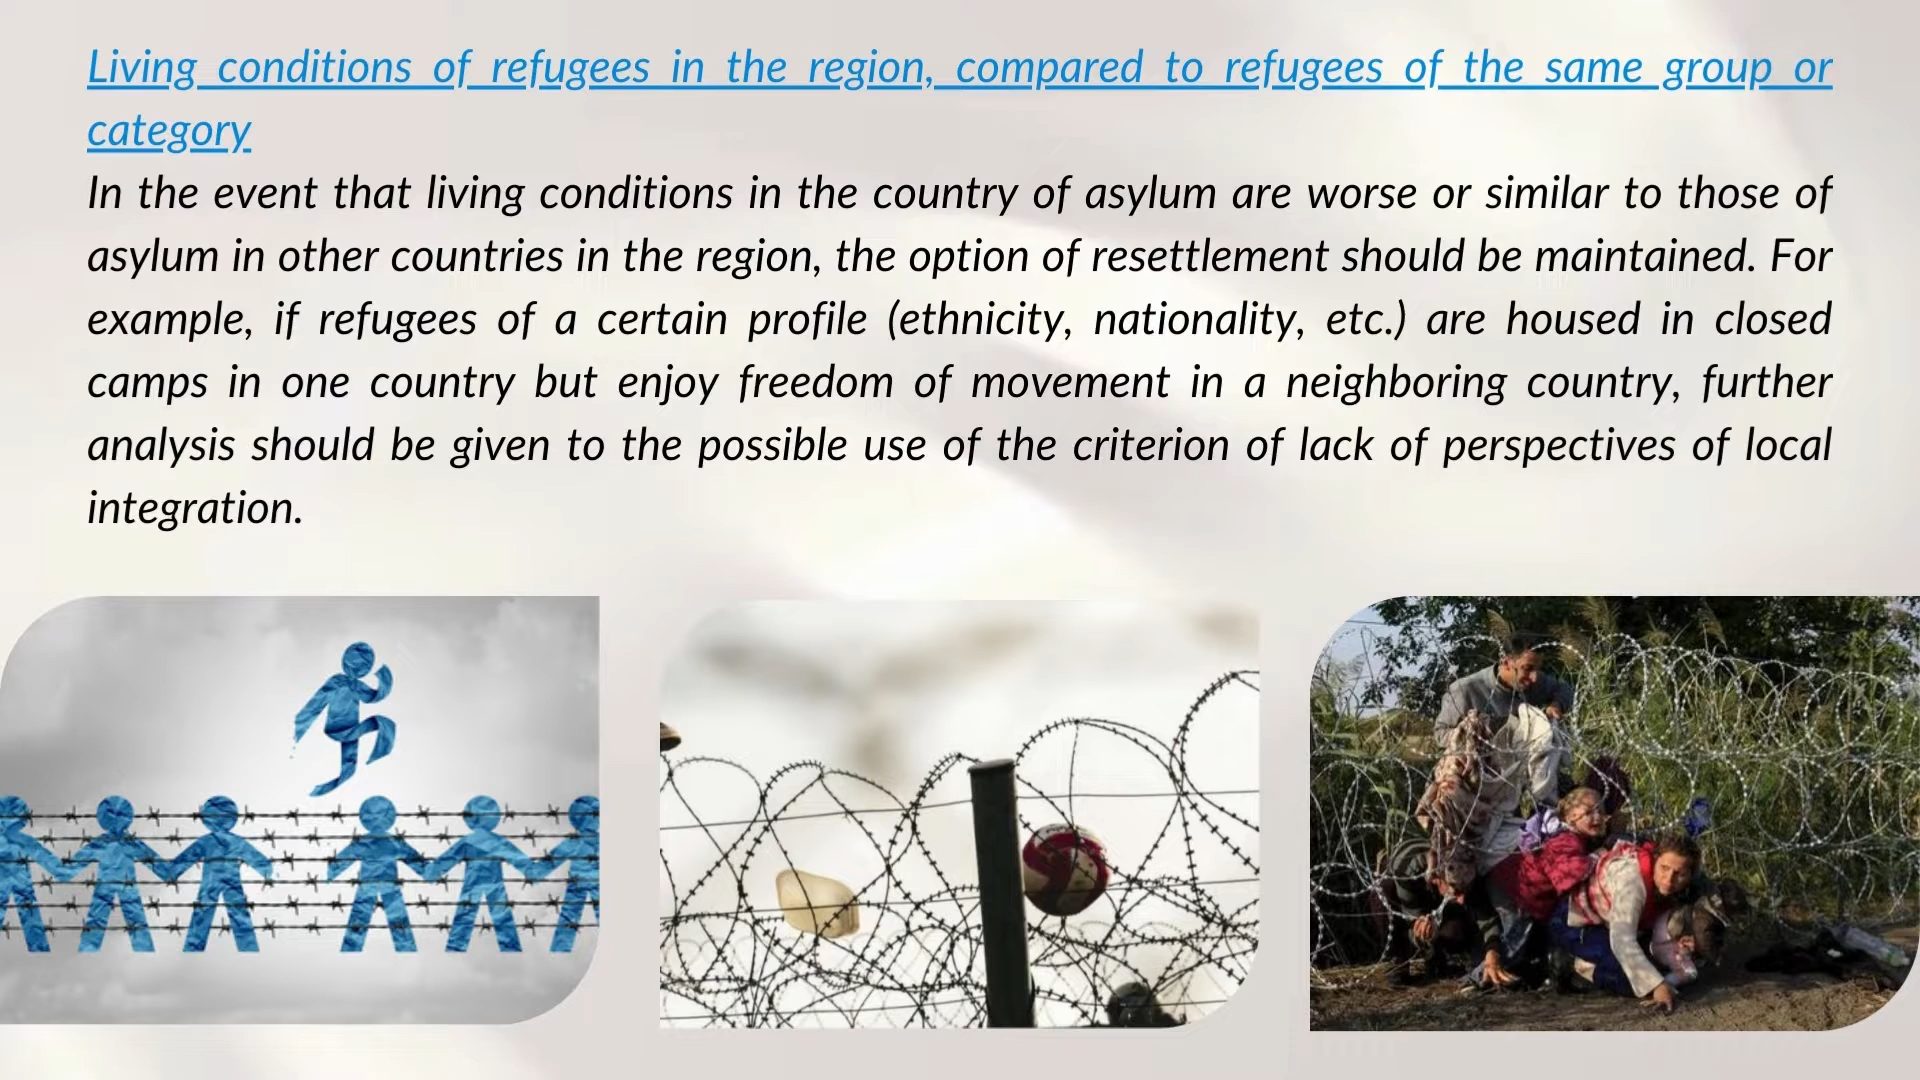 Living conditions of refugees in the region, compared to refugees of the same group or
category
In the event that living conditions in the country of asylum are worse or similar to those of
asylum in other countries in the region, the option of resettlement should be maintained. For
example, if refugees of a certain profile (ethnicity, nationality, etc.) are housed in closed
camps in one country but enjoy freedom of movement in a neighboring country, further
analysis should be given to the possible use of the criterion of lack of perspectives of local
integration.